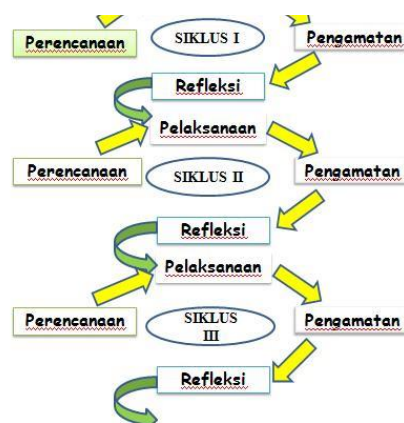 Perencanaan
SIKLUS I
Pengamatan
Refleksi
Pelaksanaan
Perencanaan
SIKLUS II
Pengamatan
Refleksi
Pelaksanaan
Perencanaan
SIKLUS
III
Pengamatan
Refleksi